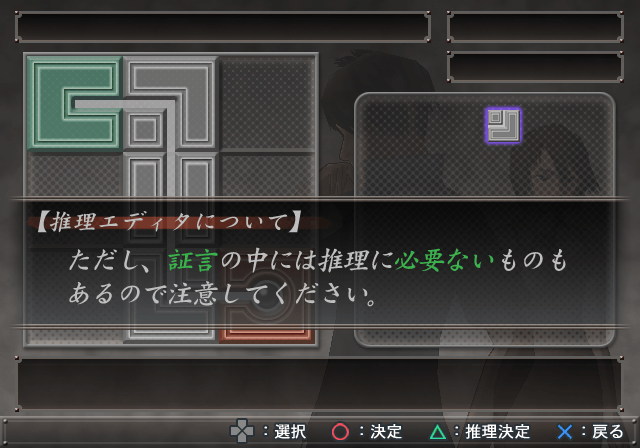 【推理エディタについて】
ただし、証言の中には推理に必要ないものも
あるので注意してください。
：選択 ：決定 ：推理決定 ：戻る